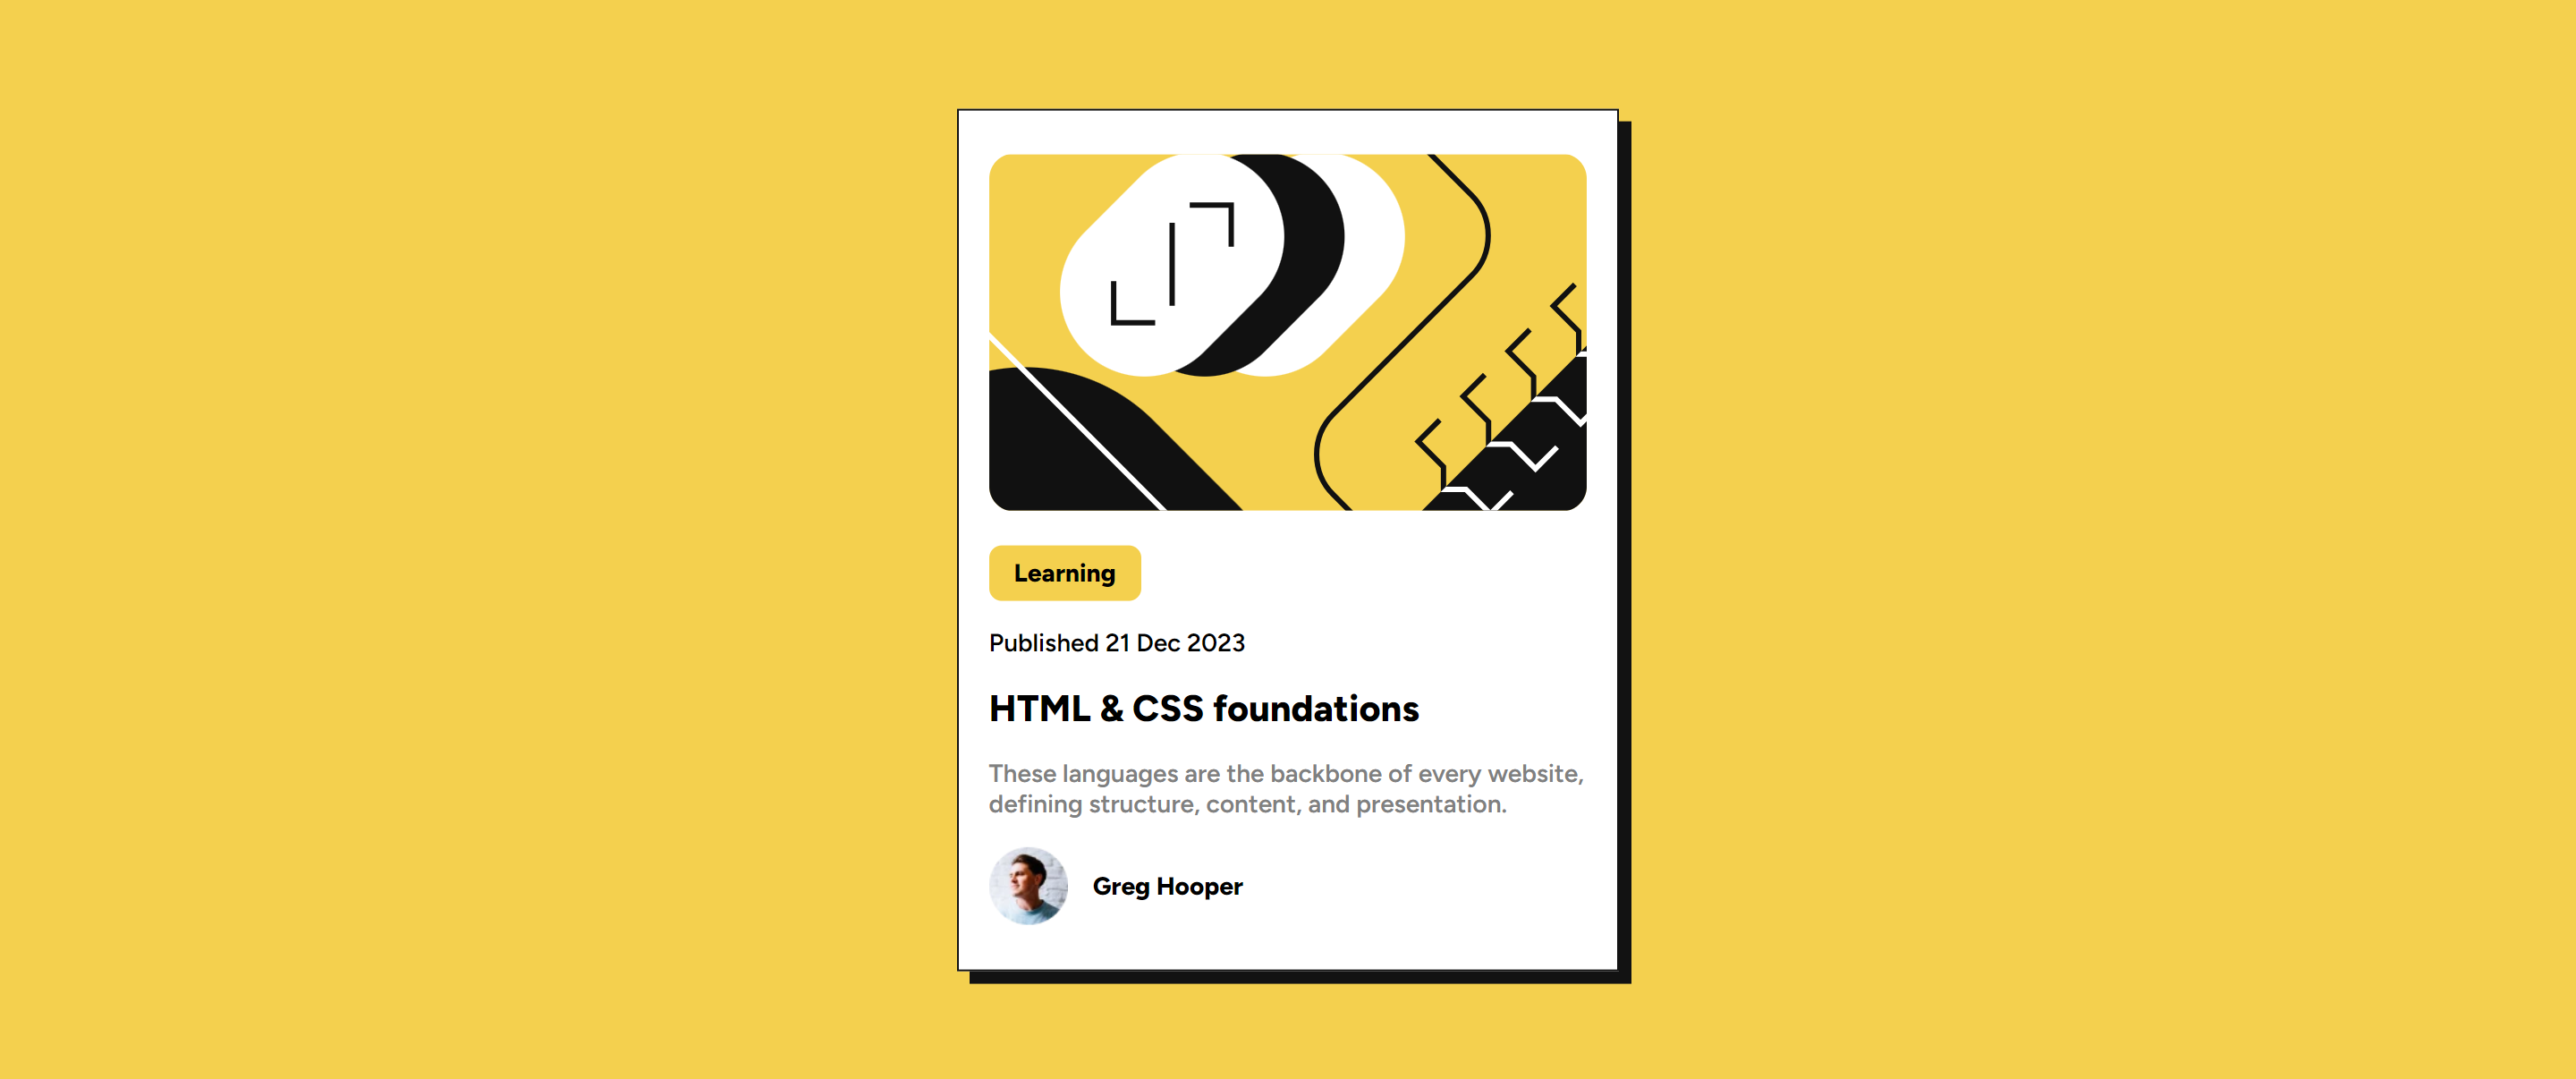 Learning
Published 21 Dec 2023
HTML & CSS foundations
These languages are the backbone of every website,
defining structure, content, and presentation.
Greg Hooper